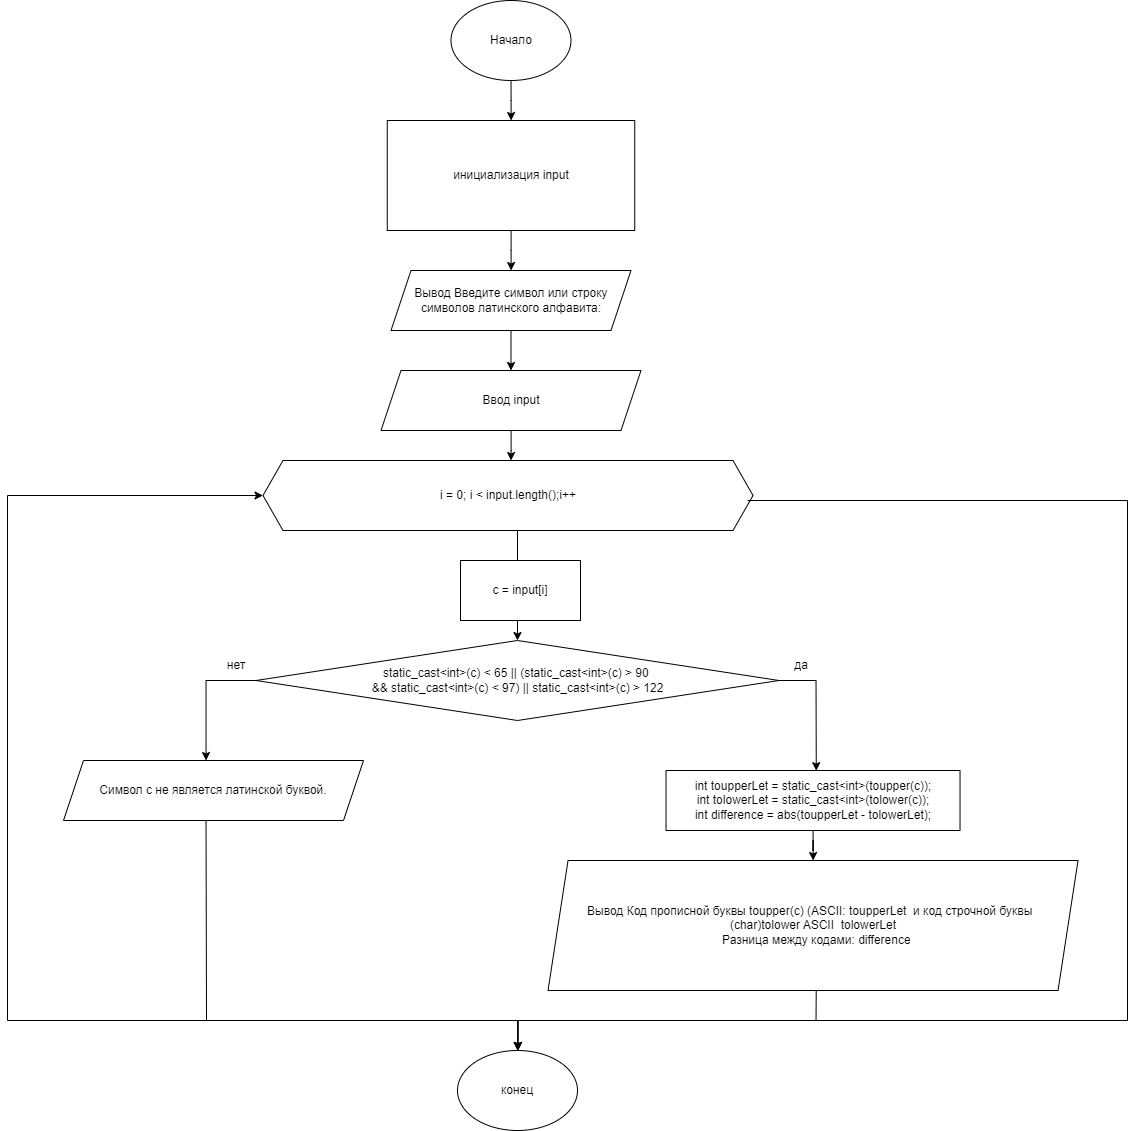 Начало
инициализация input
Вывод Введите символ или строку
символов латинского алфавита:
Ввод input
i = 0; i < input.length();i++
c = input[i]
нет
да
static_cast<int>(c) < 65 || (static_cast<int>(c) > 90
&& static_cast<int>(c) < 97) || static_cast<int>(c) > 122
Символ с не является латинской буквой.
int toupperLet = static_cast<int>(toupper(c));
int tolowerLet = static_cast<int>(tolower(c));
int difference = abs(toupperLet - tolowerLet);
Вывод Код прописной буквы toupper(c) (ASCII: toupperLet и код строчной буквы
(char)tolower ASCII tolowerLet
Разница между кодами: difference
конец